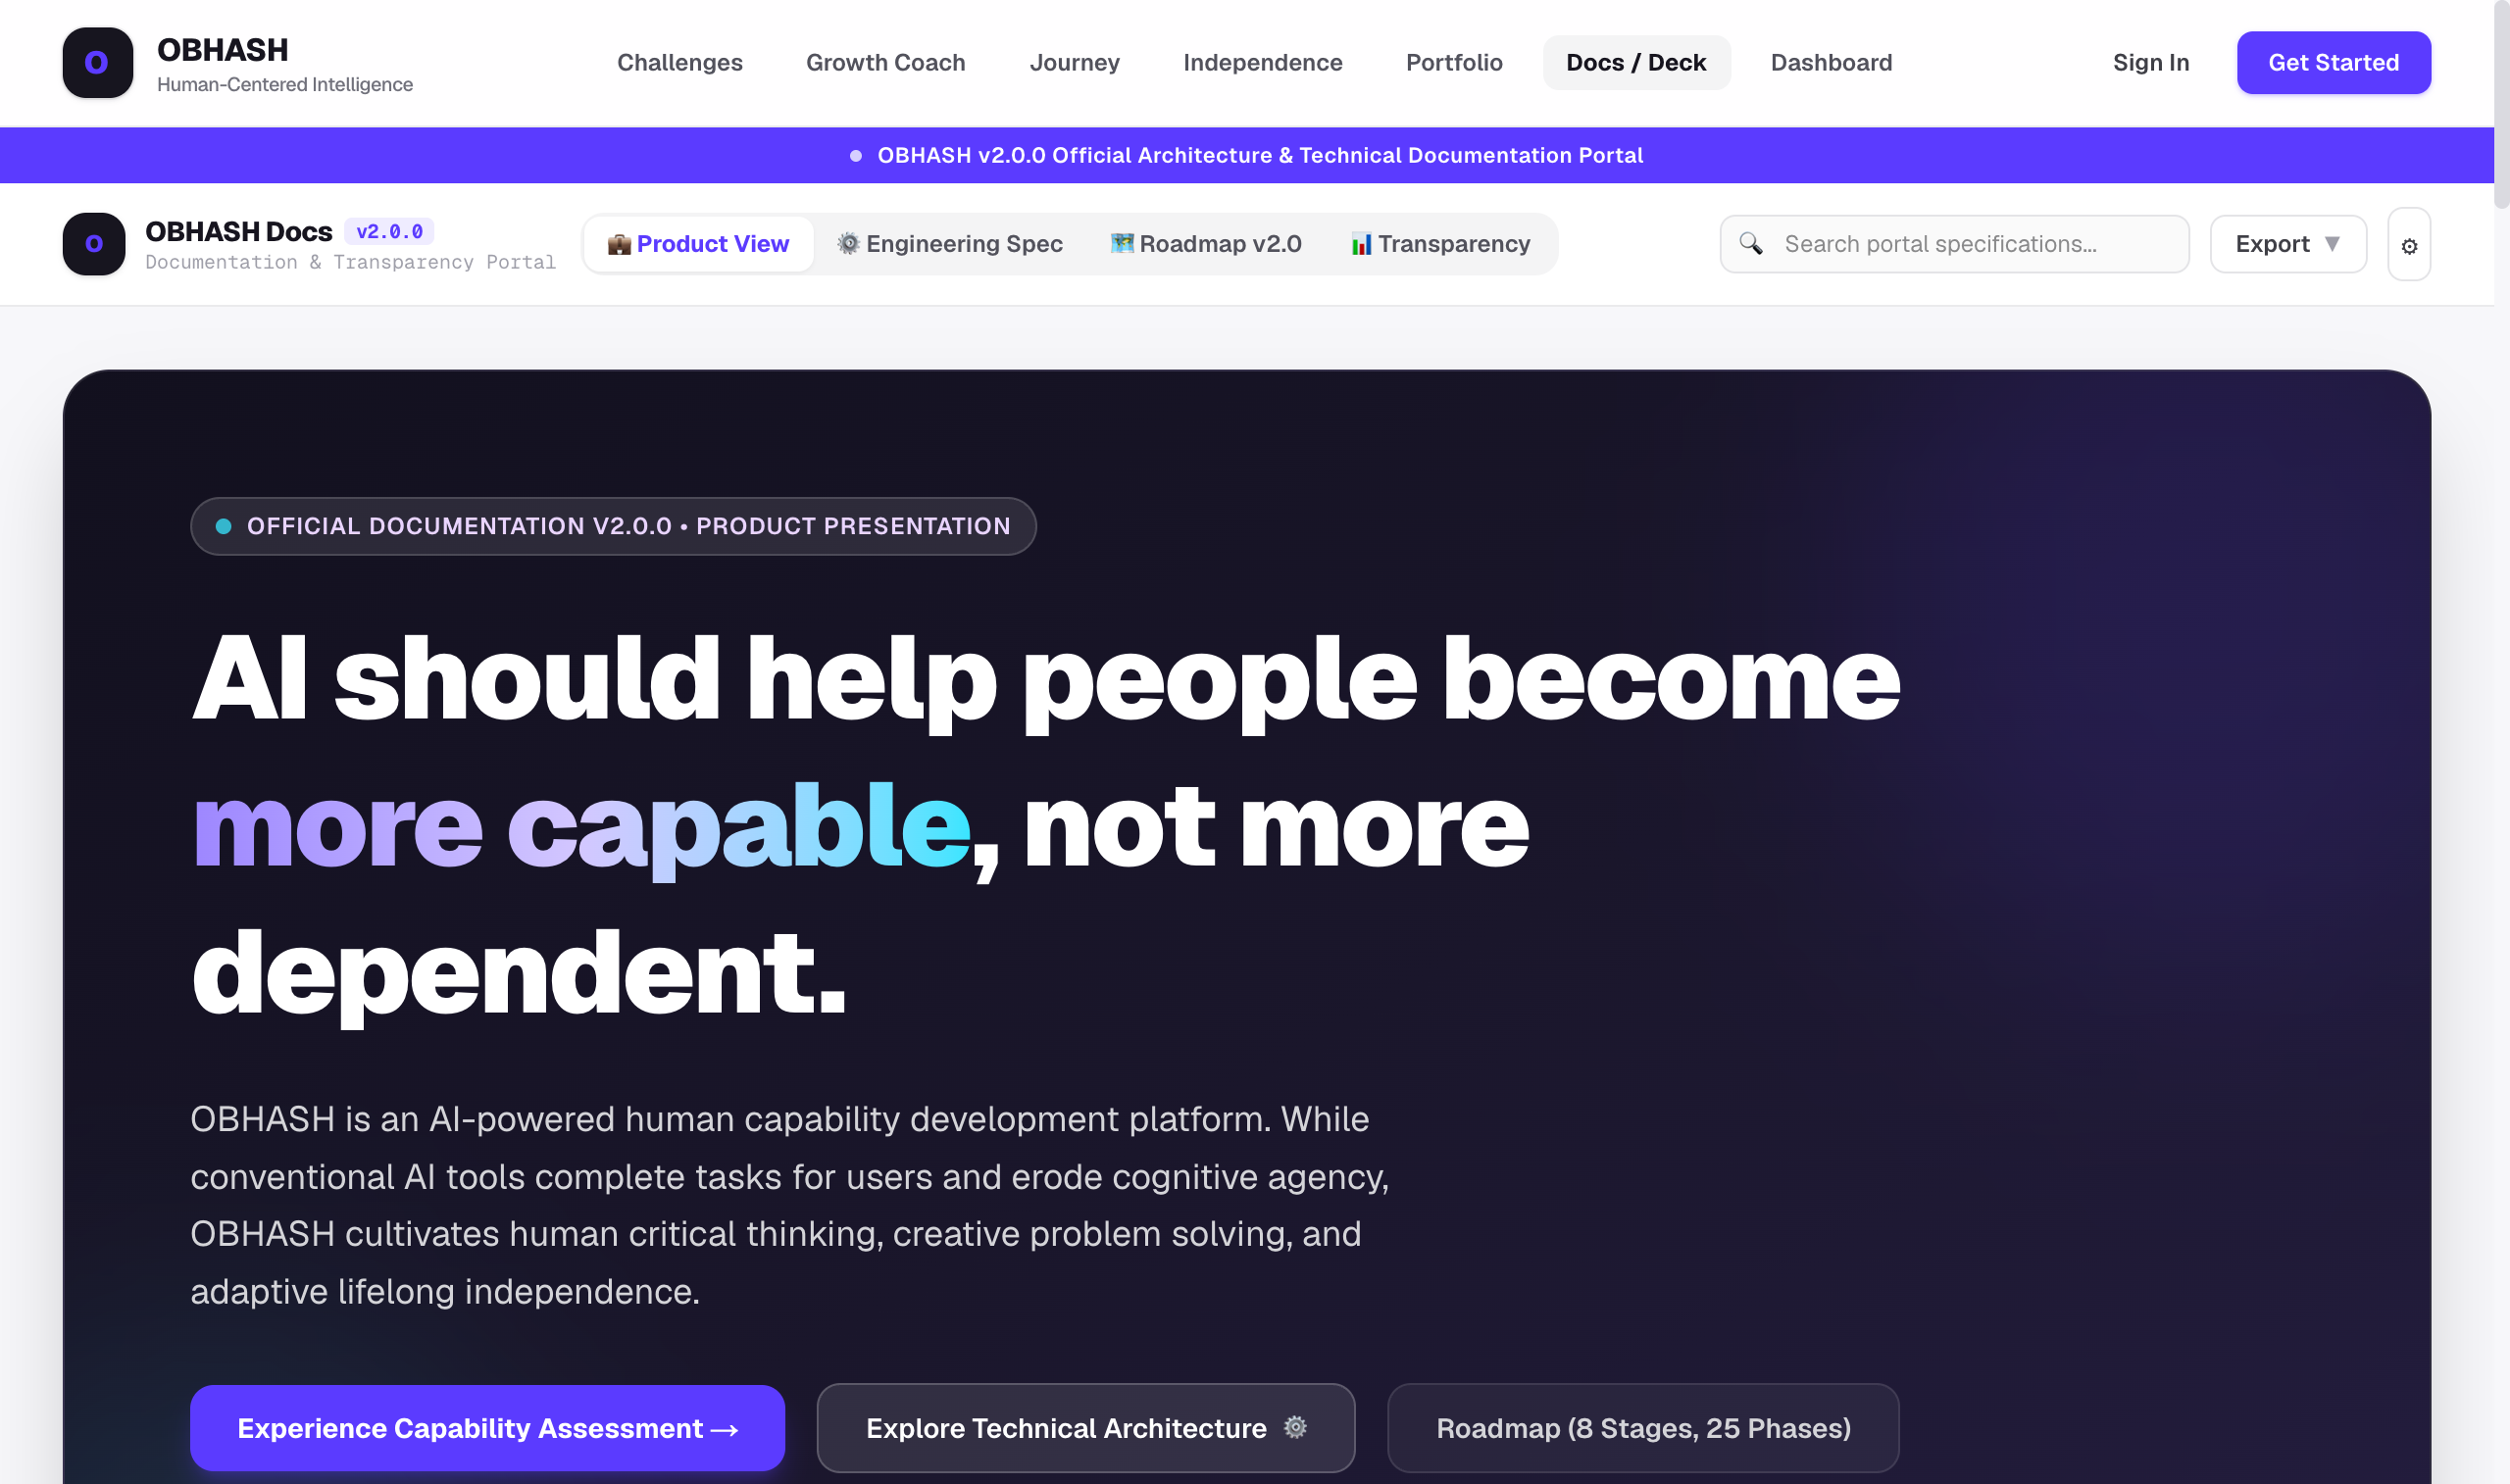 O
OBHASH
Human-Centered Intelligence
Challenges
Growth Coach
Journey
Independence
Portfolio
Docs / Deck
Dashboard
Sign In
Get Started
OBHASH v2.0.0 Official Architecture & Technical Documentation Portal
O
OBHASH Docs v2.0.0
Documentation & Transparency Portal
Product View
Engineering Spec
Roadmap v2.0
Transparency
Search portal specifications...
Export ▼
OFFICIAL DOCUMENTATION V2.0.0 • PRODUCT PRESENTATION
AI should help people become
more capable, not more
dependent.
OBHASH is an AI-powered human capability development platform. While
conventional AI tools complete tasks for users and erode cognitive agency,
OBHASH cultivates human critical thinking, creative problem solving, and
adaptive lifelong independence.
Experience Capability Assessment →
Explore Technical Architecture
Roadmap (8 Stages, 25 Phases)